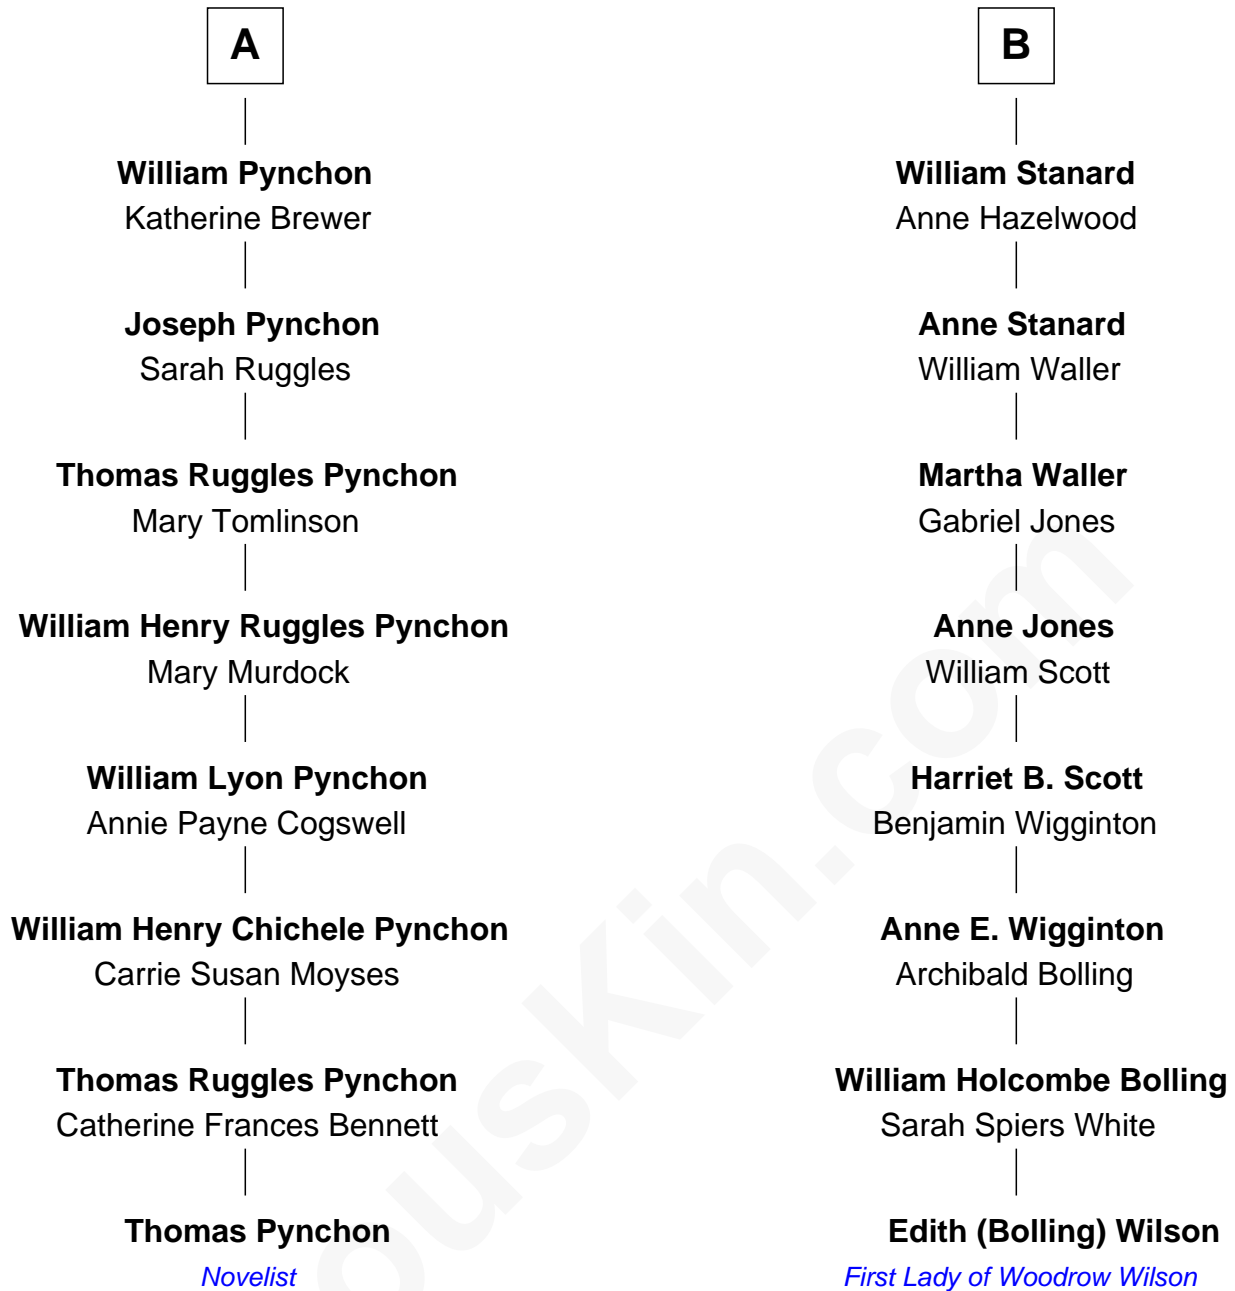 A
William Pynchon
Katherine Brewer
Joseph Pynchon
Sarah Ruggles
Thomas Ruggles Pynchon
Mary Tomlinson
William Henry Ruggles Pynchon
Mary Murdock
William Lyon Pynchon
Annie Payne Cogswell
William Henry Chichele Pynchon
Carrie Susan Moyses
Thomas Ruggles Pynchon
Catherine Frances Bennett
Thomas Pynchon
Novelist
B
William Stanard
Anne Hazelwood
Anne Stanard
William Waller
Martha Waller
Gabriel Jones
Anne Jones
William Scott
Harriet B. Scott
Benjamin Wigginton
Anne E. Wigginton
Archibald Bolling
William Holcombe Bolling
Sarah Spiers White
Edith (Bolling) Wilson
First Lady of Woodrow Wilson
ousKin.com